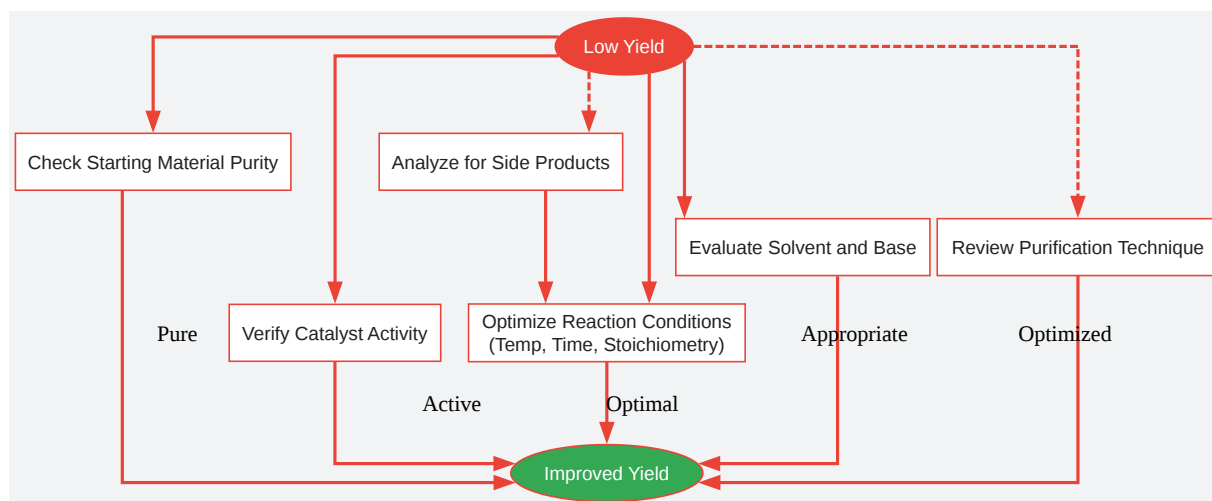 Low Yield
Check Starting Material Purity
Analyze for Side Products
Evaluate Solvent and Base
Review Purification Technique
Pure
Verify Catalyst Activity
Optimize Reaction Conditions
(Temp, Time, Stoichiometry)
Appropriate
Optimized
Active
Optimal
Improved Yield